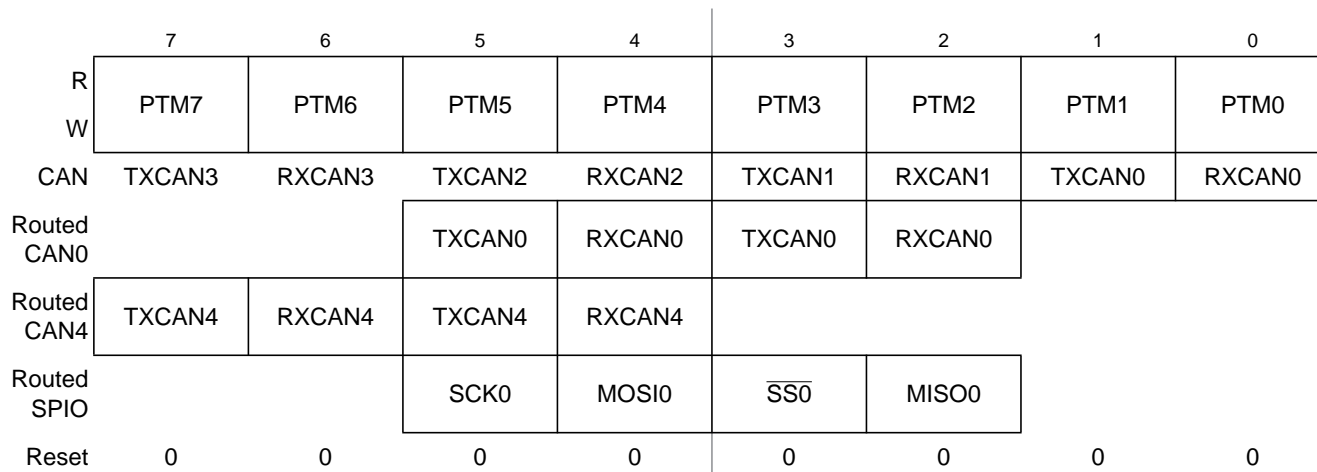 7 6 5 4 3 2 1 0
R
W
PTM7 PTM6 PTM5 PTM4 PTM3 PTM2 PTM1 PTM0
CAN TXCAN3 RXCAN3 TXCAN2 RXCAN2 TXCAN1 RXCAN1 TXCAN0 RXCAN0
Routed
CAN0
TXCAN0 RXCAN0 TXCAN0 RXCAN0
Routed
CAN4
TXCAN4 RXCAN4 TXCAN4 RXCAN4
Routed
SPIO
SCK0 MOSI0 S̅S̅0̅ MISO0
Reset 0 0 0 0 0 0 0 0